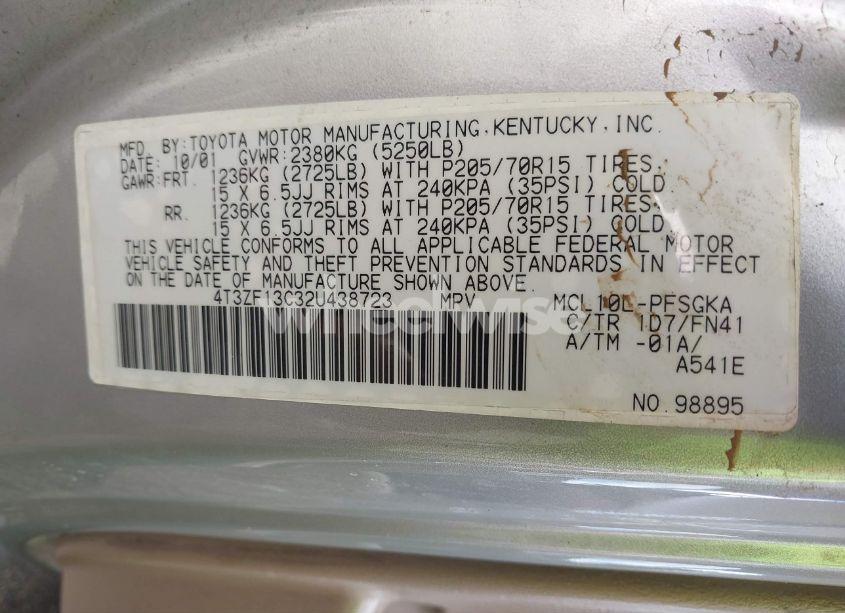 MFD. BY:TOYOTA MOTOR MANUFACTURING,KENTUCKY,INC.
DATE: 10/01 GVWR:2380KG (5250LB)
GAWR:FRT. 1236KG (2725LB) WITH P205/70R15 TIRES:
15 X 6.5JJ RIMS AT 240KPA (35PSI) COLD.
RR. 1236KG (2725LB) WITH P205/70R15 TIRES:
15 X 6.5JJ RIMS AT 240KPA (35PSI) COLD.
THIS VEHICLE CONFORMS TO ALL APPLICABLE FEDERAL MOTOR
VEHICLE SAFETY AND THEFT PREVENTION STANDARDS IN EFFECT
ON THE DATE OF MANUFACTURE SHOWN ABOVE.
4T3ZF13C32U438723 MPV MCL10L-PFSGKA
wheelwise
C/TR 1D7/FN41
A/TM -01A/
A541E
NO.98895